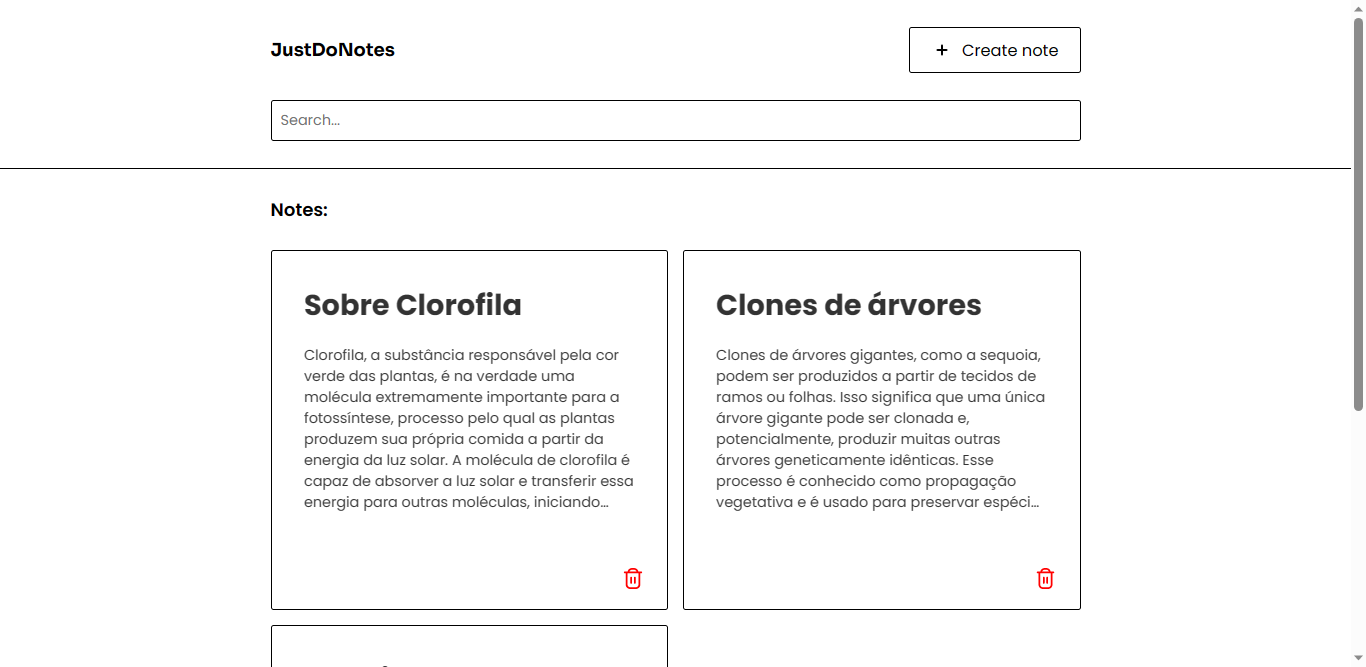 JustDoNotes
+ Create note
Search...
Notes:
Sobre Clorofila
Clorofila, a substância responsável pela cor
verde das plantas, é na verdade uma
molécula extremamente importante para a
fotossíntese, processo pelo qual as plantas
produzem sua própria comida a partir da
energia da luz solar. A molécula de clorofila é
capaz de absorver a luz solar e transferir essa
energia para outras moléculas, iniciando...
Clones de árvores
Clones de árvores gigantes, como a sequoia,
podem ser produzidos a partir de tecidos de
ramos ou folhas. Isso significa que uma única
árvore gigante pode ser clonada e,
potencialmente, produzir muitas outras
árvores geneticamente idênticas. Esse
processo é conhecido como propagação
vegetativa e é usado para preservar espéci...